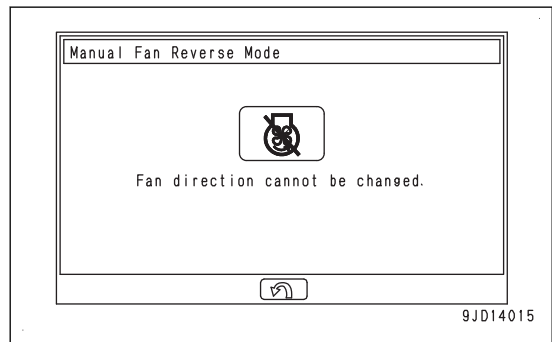 Manual Fan Reverse Mode
Fan direction cannot be changed.
9JD14015